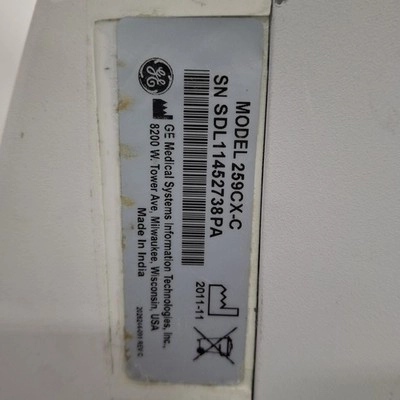 MODEL 259CX-C
SN SDL11452738PA
GE
GE Medical Systems Information Technologies, Inc.
8200 W. Tower Ave, Milwaukee, Wisconsin, USA
Made In India
2011-11